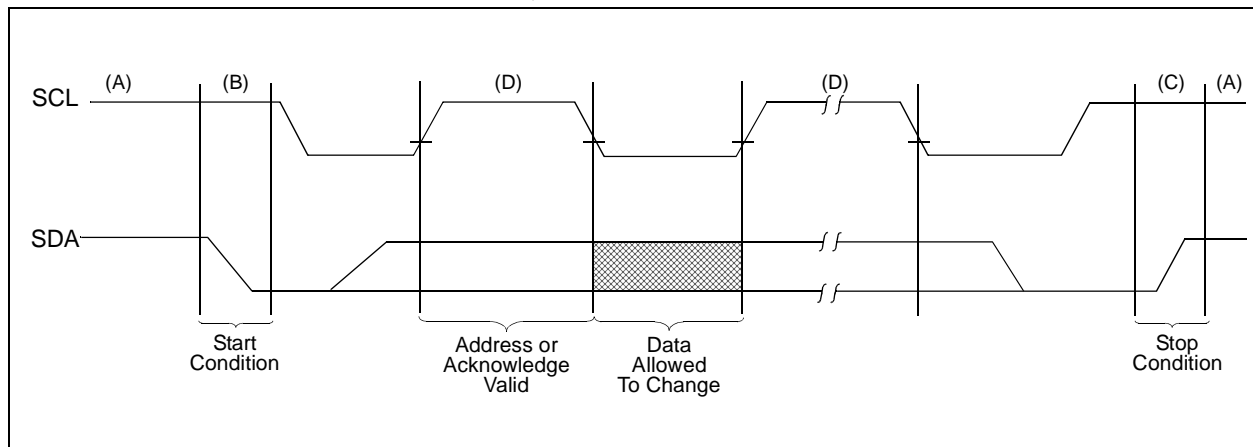 (A) (B) (D) (D) (C) (A)
SCL
SDA
Start
Condition
Address or
Acknowledge
Valid
Data
Allowed
To Change
Stop
Condition